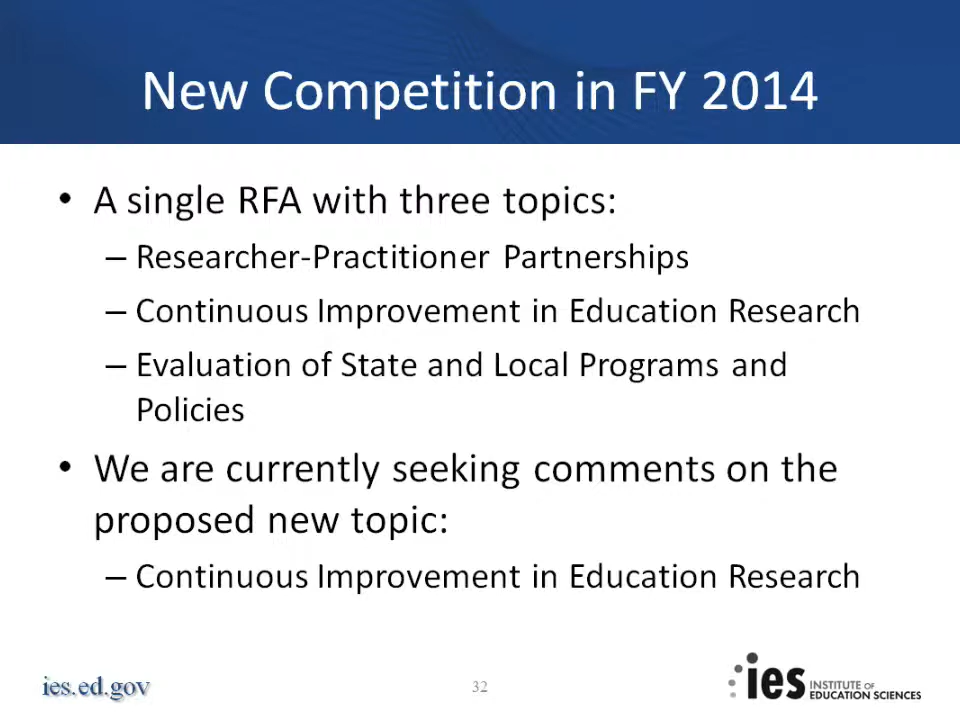 New Competition in FY 2014
• A single RFA with three topics:
– Researcher-Practitioner Partnerships
– Continuous Improvement in Education Research
– Evaluation of State and Local Programs and
Policies
• We are currently seeking comments on the
proposed new topic:
– Continuous Improvement in Education Research
ies.ed.gov
32
ies INSTITUTE OF
EDUCATION SCIENCES